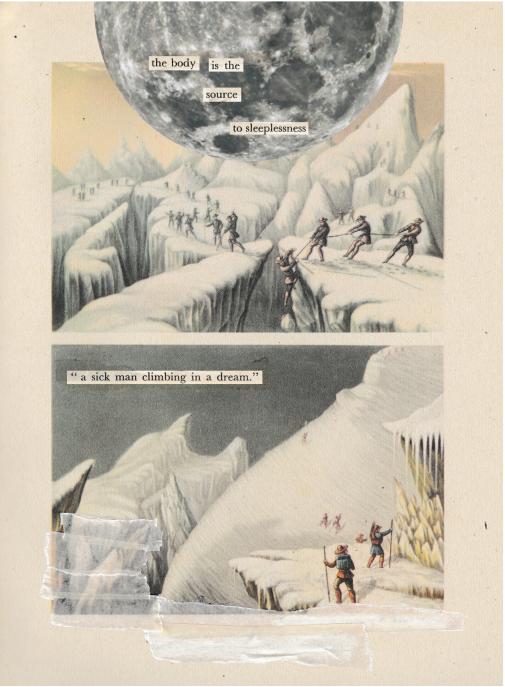 the body is the
source
to sleeplessness
“ a sick man climbing in a dream.”